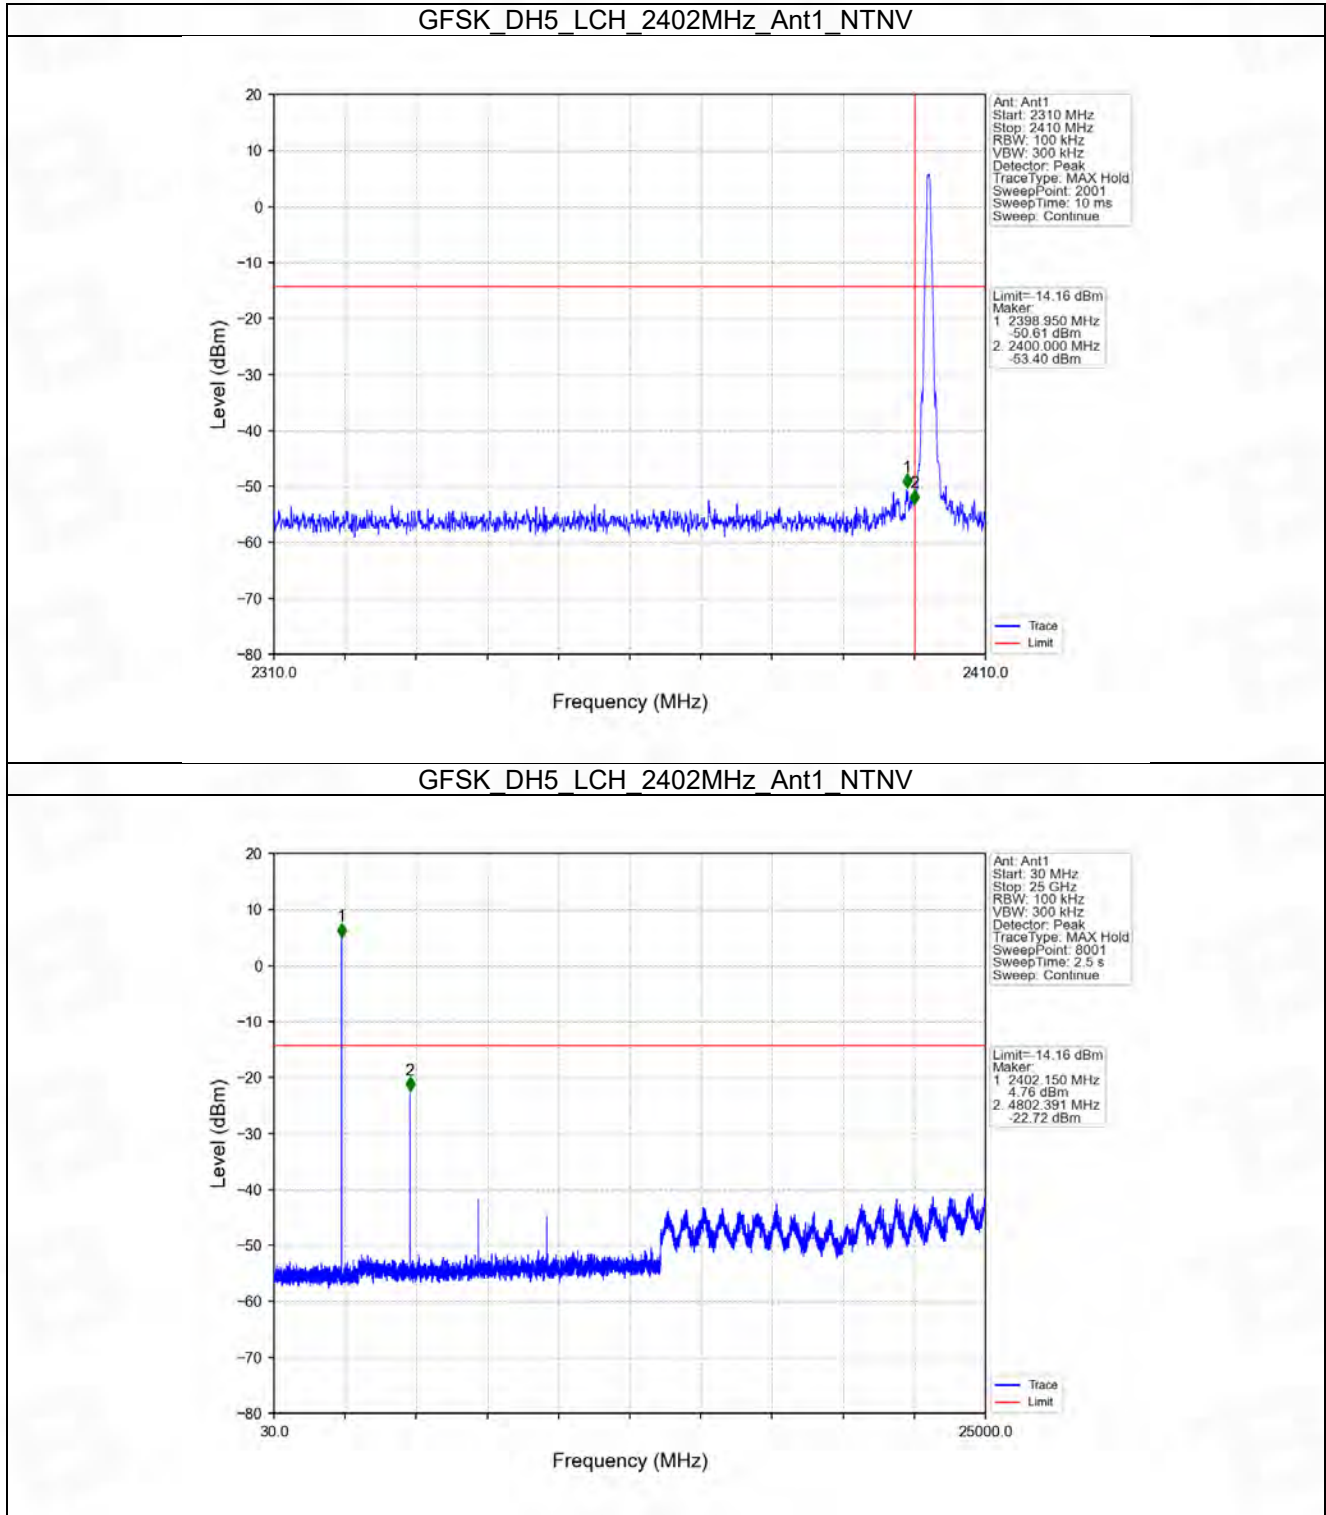 GFSK_DH5_LCH_2402MHz_Ant1_NTNV
20
10
0
−10
−20
−30
−40
−50
−60
−70
−80
Level (dBm)
2310.0
2410.0
Frequency (MHz)
1
2
Ant: Ant1
Start: 2310 MHz
Stop: 2410 MHz
RBW: 100 kHz
VBW: 300 kHz
Detector: Peak
TraceType: MAX Hold
SweepPoint: 2001
SweepTime: 10 ms
Sweep: Continue
Limit=-14.16 dBm
Maker:
1. 2398.950 MHz
-50.61 dBm
2. 2400.000 MHz
-53.40 dBm
Trace
Limit
GFSK_DH5_LCH_2402MHz_Ant1_NTNV
20
10
0
−10
−20
−30
−40
−50
−60
−70
−80
Level (dBm)
30.0
25000.0
Frequency (MHz)
1
2
Ant: Ant1
Start: 30 MHz
Stop: 25 GHz
RBW: 100 kHz
VBW: 300 kHz
Detector: Peak
TraceType: MAX Hold
SweepPoint: 8001
SweepTime: 2.5 s
Sweep: Continue
Limit=-14.16 dBm
Maker:
1. 2402.150 MHz
4.76 dBm
2. 4802.391 MHz
-22.72 dBm
Trace
Limit